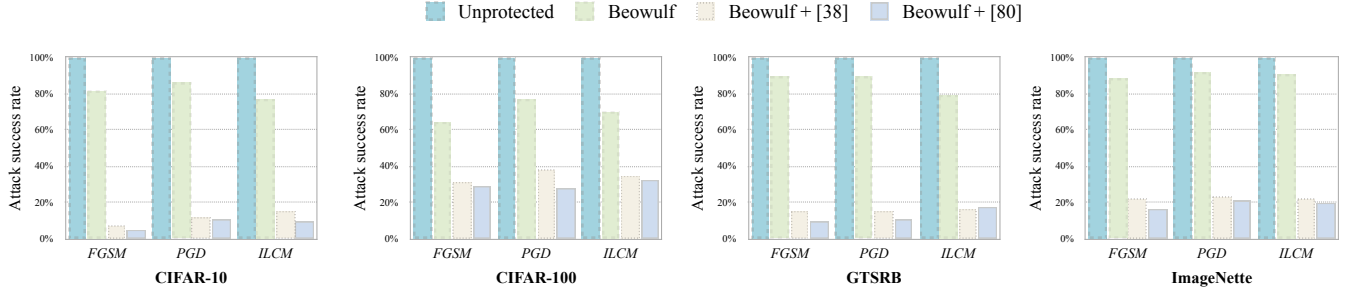 Unprotected Beowulf Beowulf + [38] Beowulf + [80]
Attack success rate
100%
80%
60%
40%
20%
0%
FGSM PGD ILCM
CIFAR-10
Attack success rate
100%
80%
60%
40%
20%
0%
FGSM PGD ILCM
CIFAR-100
Attack success rate
100%
80%
60%
40%
20%
0%
FGSM PGD ILCM
GTSRB
Attack success rate
100%
80%
60%
40%
20%
0%
FGSM PGD ILCM
ImageNette